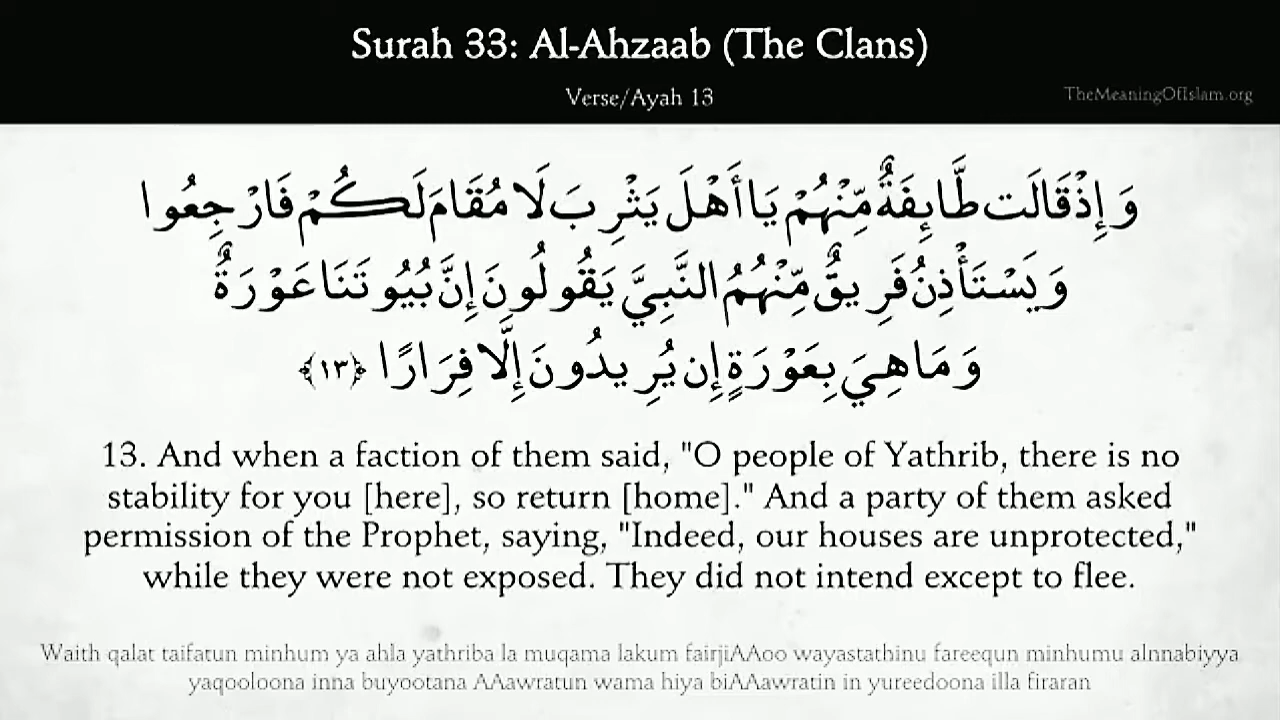 Surah 33: Al-Ahzaab (The Clans)
Verse/Ayah 13
TheMeaningOfIslam.org
وَإِذْ قَالَت طَّايِفَةٌ مِّنْهُمْ يَا أَهْلَ يَثْرِبَ لَا مُقَامَ لَكُمْ فَارْجِعُوا
وَيَسْتَأْذِنُ فَرِيقٌ مِّنْهُمُ النَّبِيَّ يَقُولُونَ إِنَّ بُيُوتَنَا عَوْرَةٌ
وَمَا هِيَ بِعَوْرَةٍ إِن يُرِيدُونَ إِلَّا فِرَارًا ﴿١٣﴾
13. And when a faction of them said, "O people of Yathrib, there is no
stability for you [here], so return [home]." And a party of them asked
permission of the Prophet, saying, "Indeed, our houses are unprotected,"
while they were not exposed. They did not intend except to flee.
Waith qalat taifatun minhum ya ahla yathriba la muqama lakum fairjiAAoo wayastathinu fareequn minhumu alnnabiyya
yaqooloona inna buyootana AAawratun wama hiya biAAawratin in yureedoona illa firaran